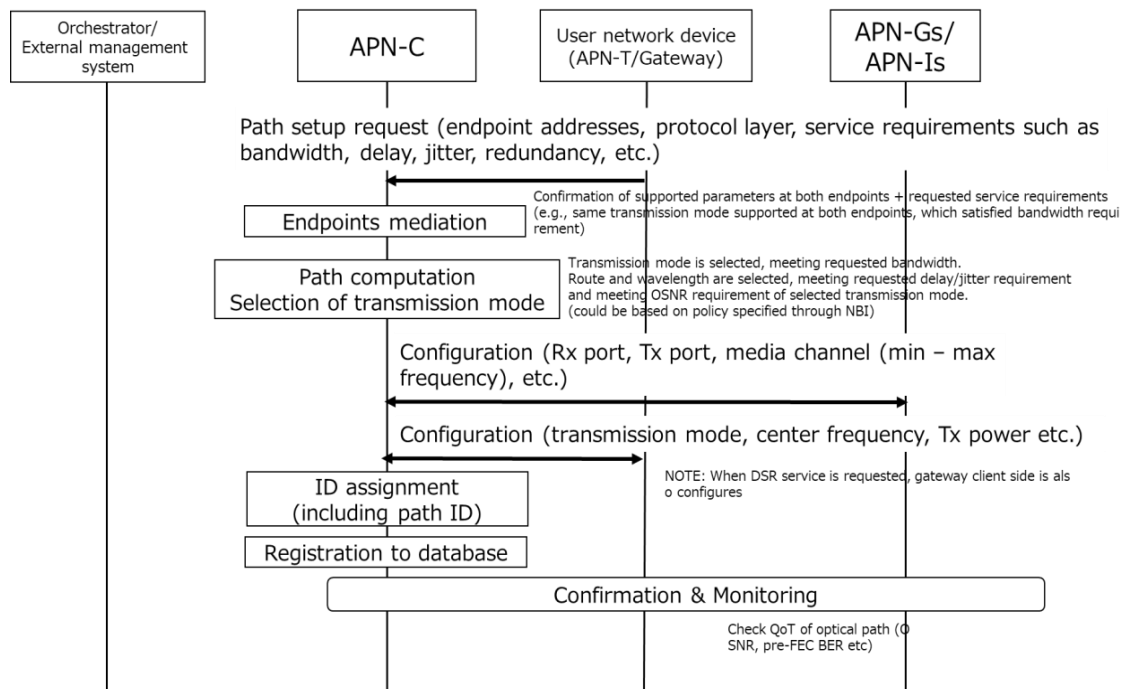 Orchestrator/
External management
system
APN-C
User network device
(APN-T/Gateway)
APN-Gs/
APN-Is
Path setup request (endpoint addresses, protocol layer, service requirements such as
bandwidth, delay, jitter, redundancy, etc.)
Confirmation of supported parameters at both endpoints + requested service requirements
(e.g., same transmission mode supported at both endpoints, which satisfied bandwidth requi
rement)
Endpoints mediation
Transmission mode is selected, meeting requested bandwidth.
Route and wavelength are selected, meeting requested delay/jitter requirement
and meeting OSNR requirement of selected transmission mode.
(could be based on policy specified through NBI)
Path computation
Selection of transmission mode
Configuration (Rx port, Tx port, media channel (min – max
frequency), etc.)
Configuration (transmission mode, center frequency, Tx power etc.)
NOTE: When DSR service is requested, gateway client side is als
o configures
ID assignment
(including path ID)
Registration to database
Confirmation & Monitoring
Check QoT of optical path (O
SNR, pre-FEC BER etc)